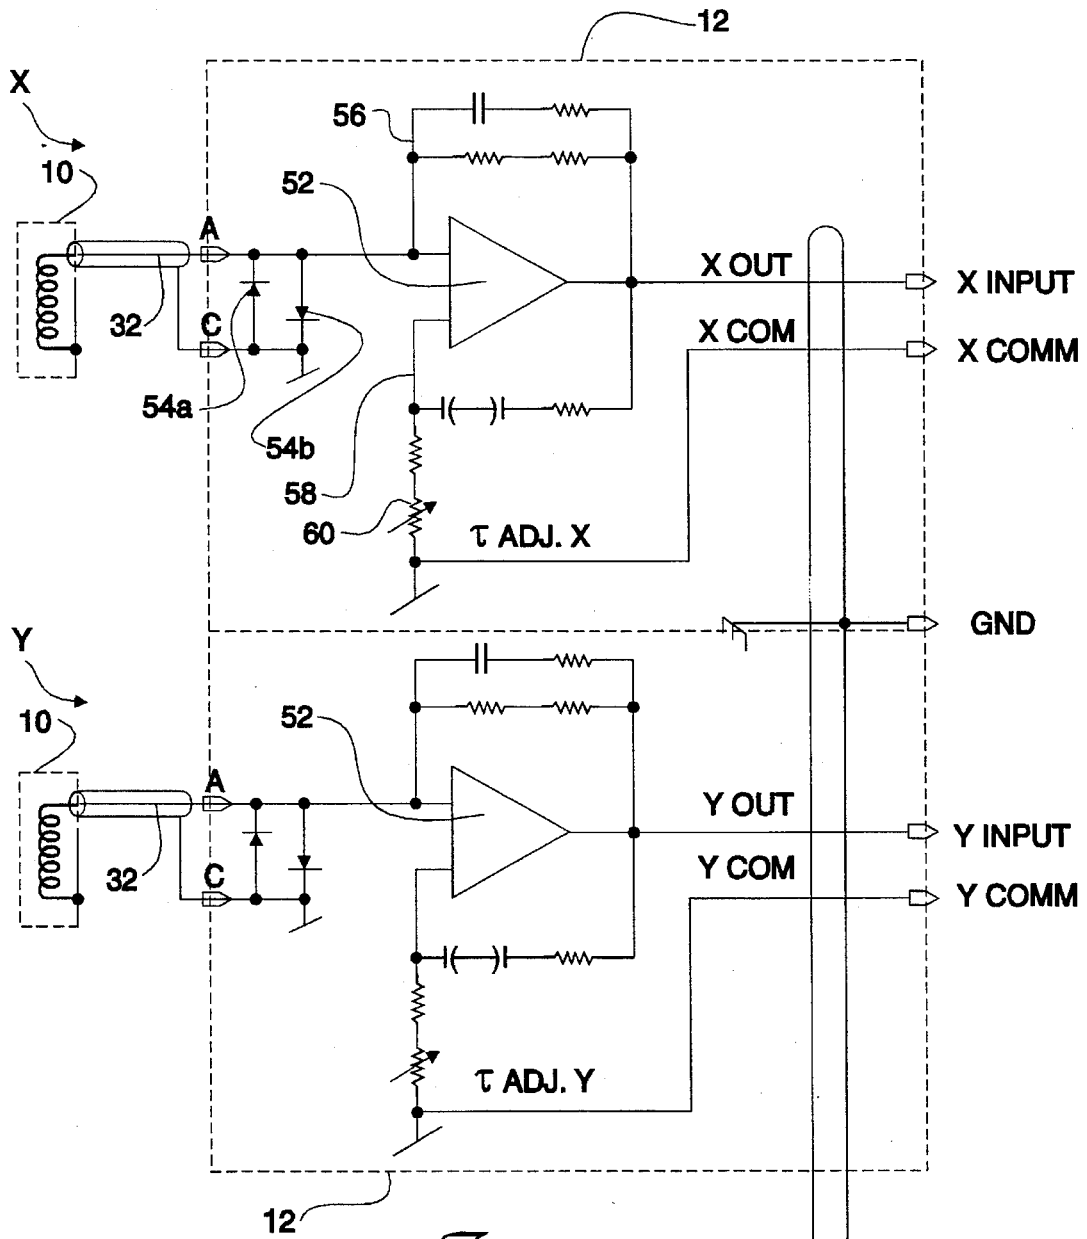 12
X
56
10
52
A
X OUT
X INPUT
32
C
X COM
X COMM
54a
54b
58
60
τ ADJ. X
GND
Y
10
52
A
Y OUT
Y INPUT
32
C
Y COM
Y COMM
τ ADJ. Y
12